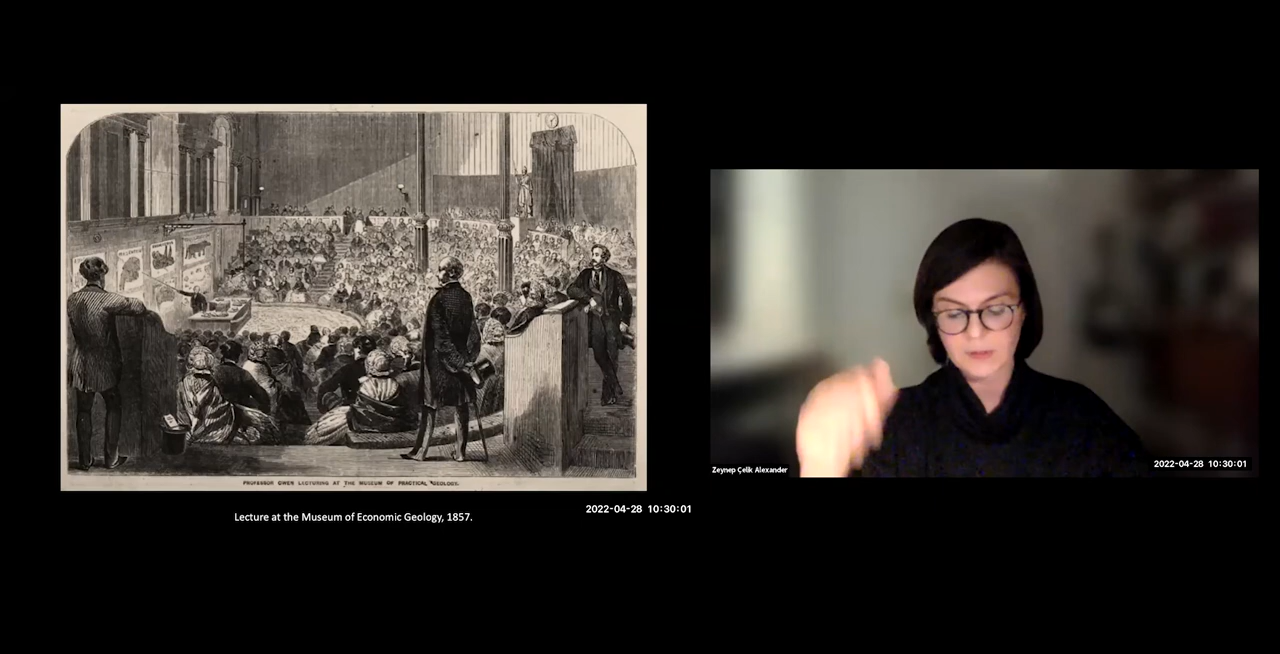 PROFESSOR OWEN LECTURING AT THE MUSEUM OF PRACTICAL GEOLOGY.
Lecture at the Museum of Economic Geology, 1857.
2022-04-28 10:30:01
Zeynep Çelik Alexander
2022-04-28 10:30:01